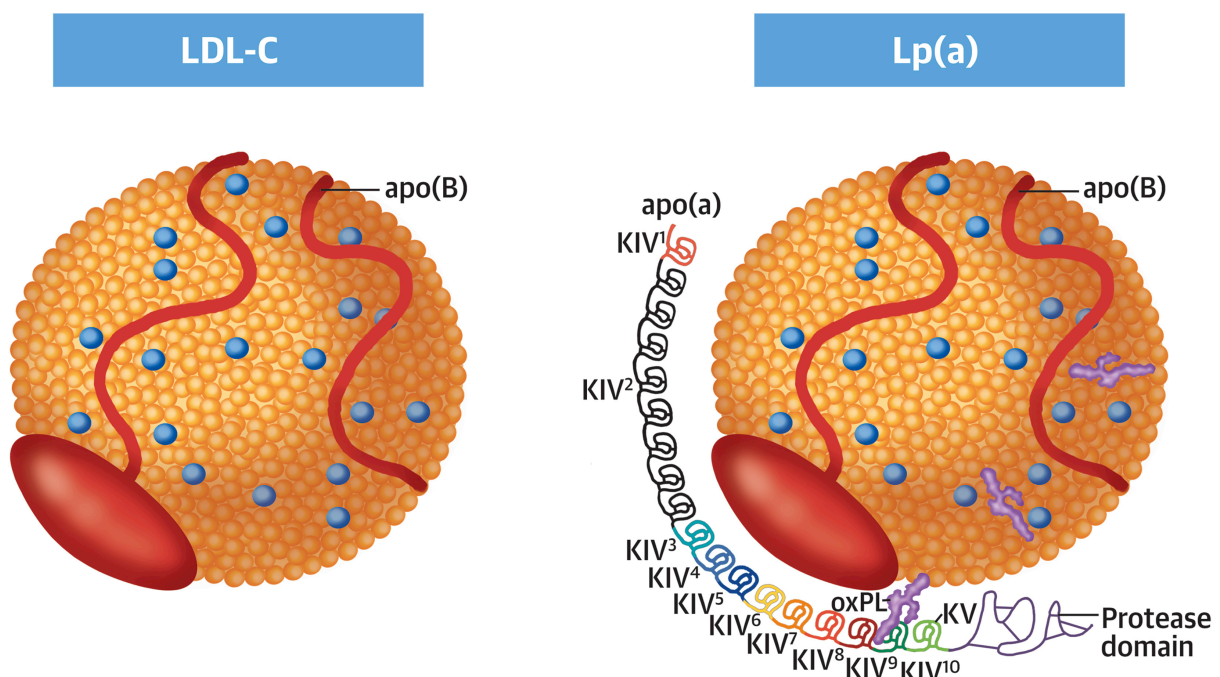 LDL-C
Lp(a)
apo(B)
apo(B)
apo(a)
KIV¹
KIV²
KIV³
KIV⁴
KIV⁵
KIV⁶
KIV⁷
KIV⁸
KIV⁹
KIV¹⁰
oxPL
KV
Protease
domain